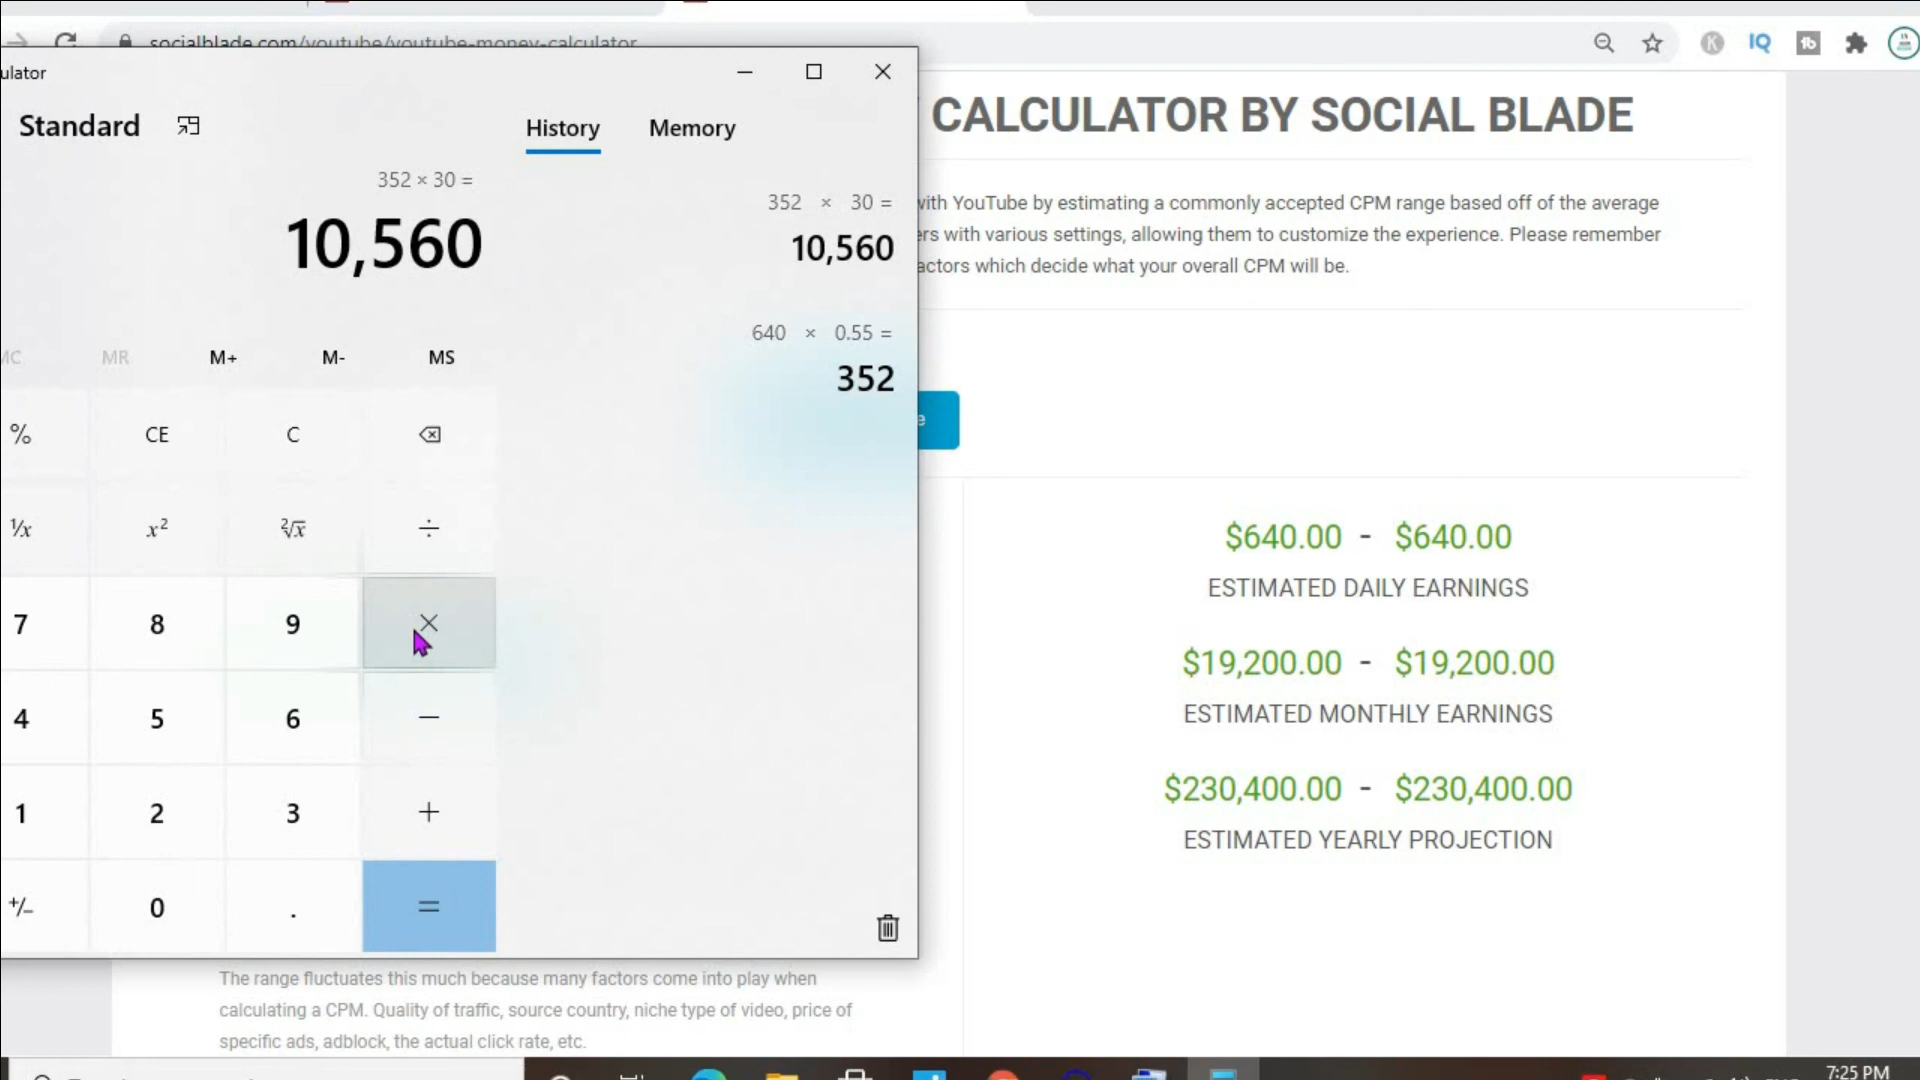 socialblade.com/youtube/youtube-money-calculator
ulator
Standard
History
Memory
352 × 30 =
10,560
352 × 30 =
10,560
640 × 0.55 =
352
MC
MR
M+
M-
MS
%
CE
C
⅟x
x²
²√x
÷
7
8
9
×
4
5
6
−
1
2
3
+
+/−
0
.
=
CALCULATOR BY SOCIAL BLADE
with YouTube by estimating a commonly accepted CPM range based off of the average
ers with various settings, allowing them to customize the experience. Please remember
actors which decide what your overall CPM will be.
e
$640.00 - $640.00
ESTIMATED DAILY EARNINGS
$19,200.00 - $19,200.00
ESTIMATED MONTHLY EARNINGS
$230,400.00 - $230,400.00
ESTIMATED YEARLY PROJECTION
The range fluctuates this much because many factors come into play when
calculating a CPM. Quality of traffic, source country, niche type of video, price of
specific ads, adblock, the actual click rate, etc.
K
IQ
tb
7:25 PM